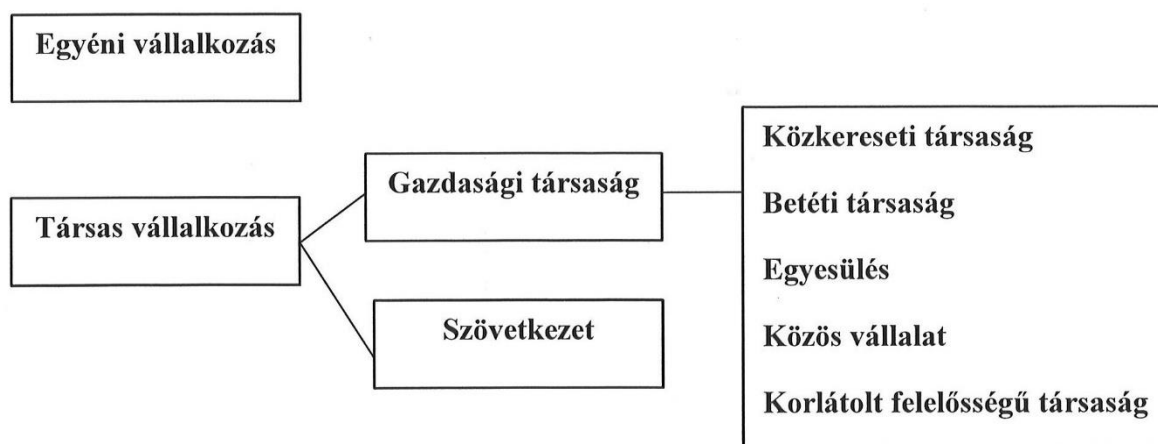 Egyéni vállalkozás
Társas vállalkozás
Gazdasági társaság
Szövetkezet
Közkereseti társaság
Betéti társaság
Egyesülés
Közös vállalat
Korlátolt felelősségű társaság